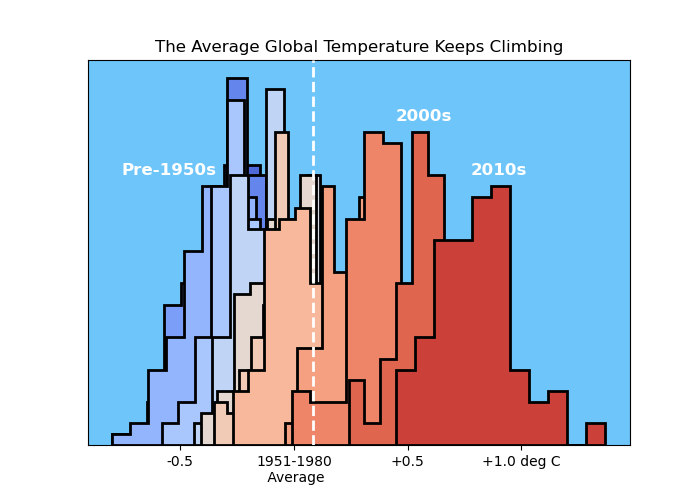 The Average Global Temperature Keeps Climbing
2000s
Pre-1950s
2010s
-0.5
1951-1980
Average
+0.5
+1.0 deg C